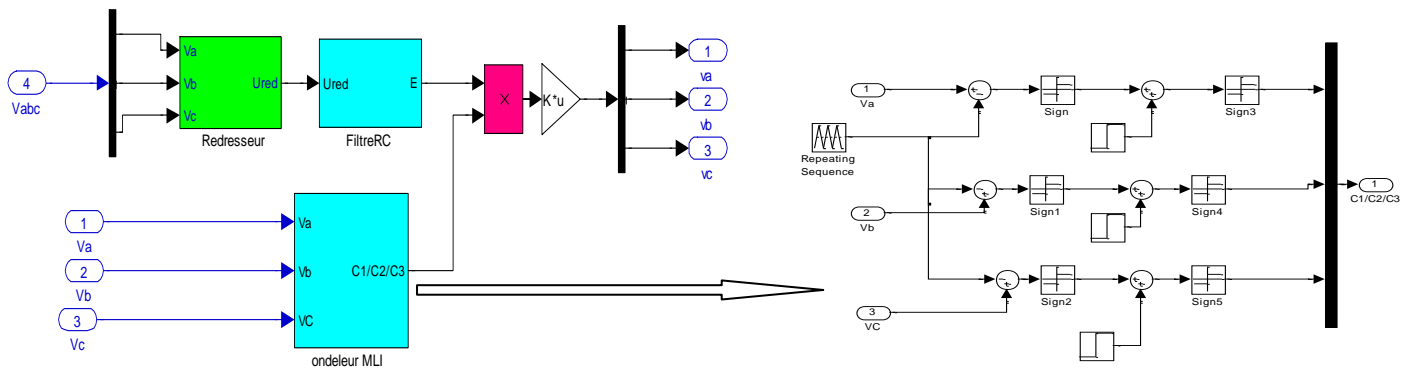 4
Vabc
Va
Vb
Vc
Ured
Redresseur
Ured
E
FiltreRC
X
K*u
1
va
2
vb
3
vc
1
Va
2
Vb
3
Vc
Va
Vb
VC
C1/C2/C3
ondeleur MLI
1
Va
Repeating
Sequence
2
Vb
3
VC
Sign
Sign3
Sign1
Sign4
Sign2
Sign5
1
C1/C2/C3